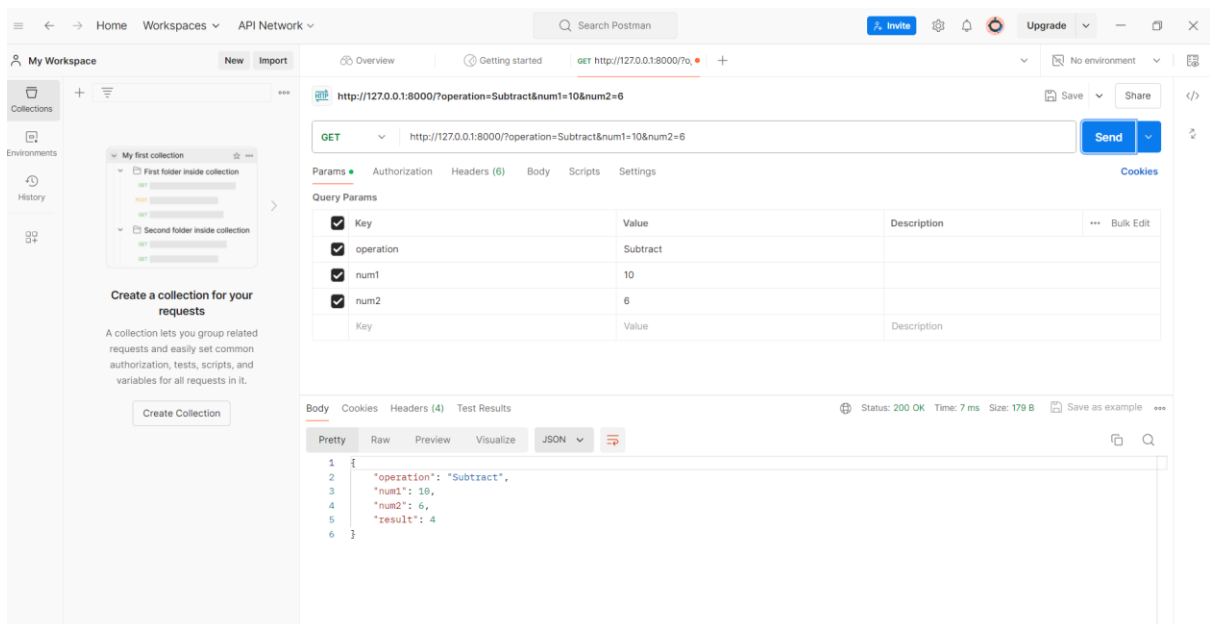 Home Workspaces API Network Search Postman Invite Upgrade
My Workspace New Import Overview Getting started GET http://127.0.0.1:8000/?o No environment
Collections
Environments
History
My first collection
First folder inside collection
GET
POST
GET
Second folder inside collection
GET
GET
Create a collection for your
requests
A collection lets you group related
requests and easily set common
authorization, tests, scripts, and
variables for all requests in it.
Create Collection
HTTP http://127.0.0.1:8000/?operation=Subtract&num1=10&num2=6 Save Share
GET http://127.0.0.1:8000/?operation=Subtract&num1=10&num2=6 Send
Params Authorization Headers (6) Body Scripts Settings Cookies
Query Params
Key Value Description Bulk Edit
operation Subtract
num1 10
num2 6
Key Value Description
Body Cookies Headers (4) Test Results Status: 200 OK Time: 7 ms Size: 179 B Save as example
Pretty Raw Preview Visualize JSON
1 {
2 "operation": "Subtract",
3 "num1": 10,
4 "num2": 6,
5 "result": 4
6 }